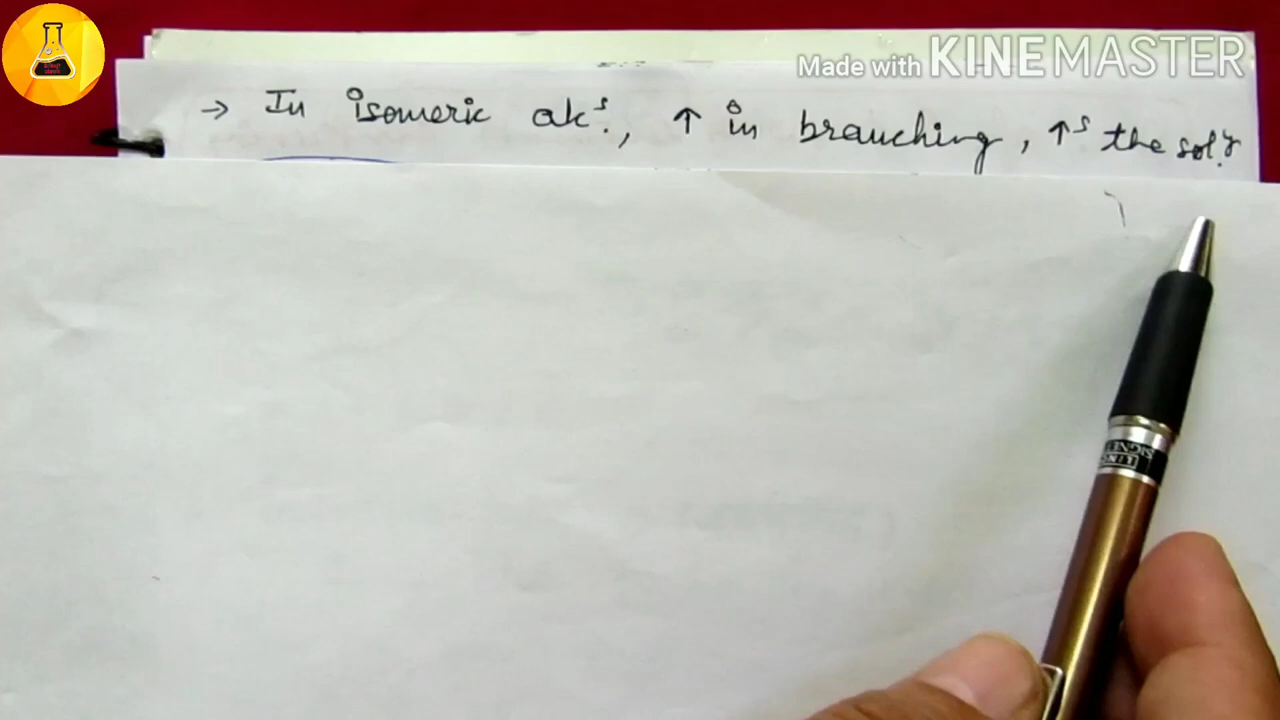 Made with KINEMASTER
→ In isomeric alc.ˢ, ↑ in branching, ↑ˢ the sol.ʸ